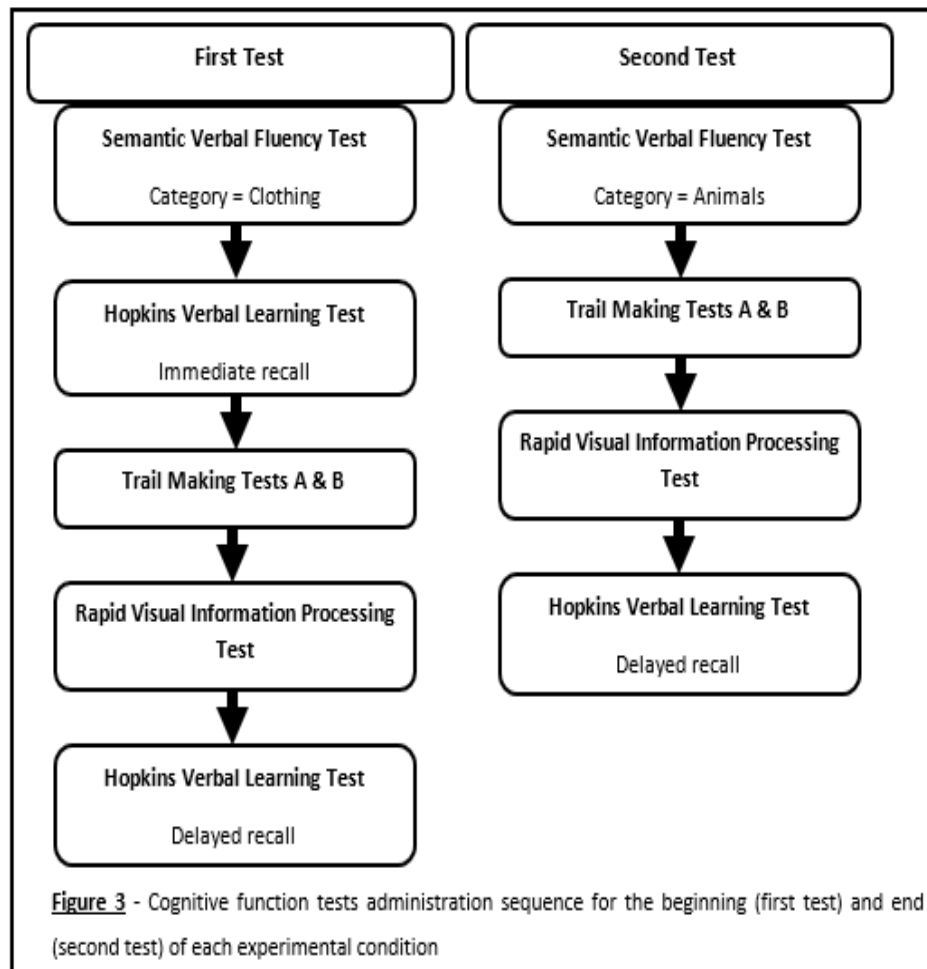 First Test
Semantic Verbal Fluency Test
Category = Clothing
Hopkins Verbal Learning Test
Immediate recall
Trail Making Tests A & B
Rapid Visual Information Processing
Test
Hopkins Verbal Learning Test
Delayed recall
Second Test
Semantic Verbal Fluency Test
Category = Animals
Trail Making Tests A & B
Rapid Visual Information Processing
Test
Hopkins Verbal Learning Test
Delayed recall
Figure 3 - Cognitive function tests administration sequence for the beginning (first test) and end
(second test) of each experimental condition